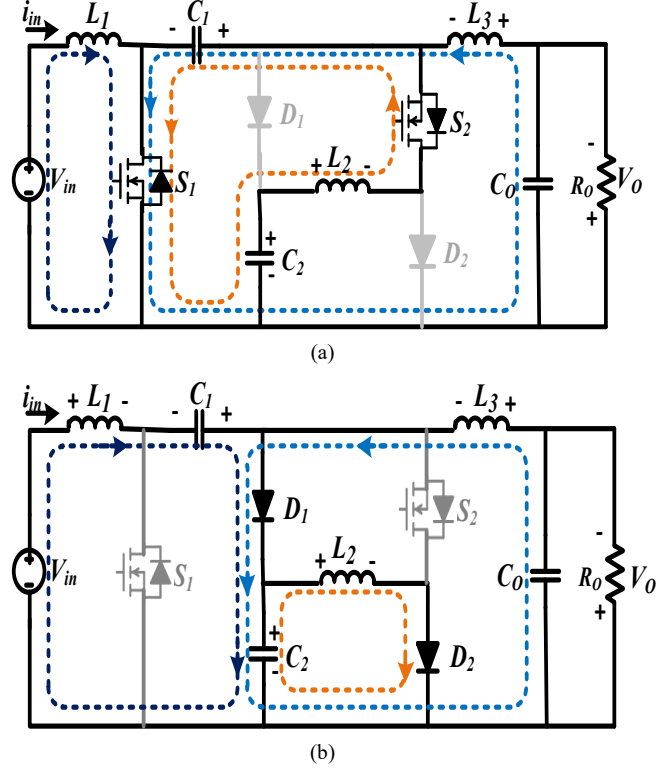 i_in L_1 - C_1 + - L_3 +
D_1 S_2
+ L_2 -
V_in S_1 C_O R_O - V_O +
+ C_2 - D_2
(a)
i_in + L_1 - - C_1 + - L_3 +
D_1 S_2
+ L_2 -
V_in S_1 C_O R_O - V_O +
+ C_2 - D_2
(b)